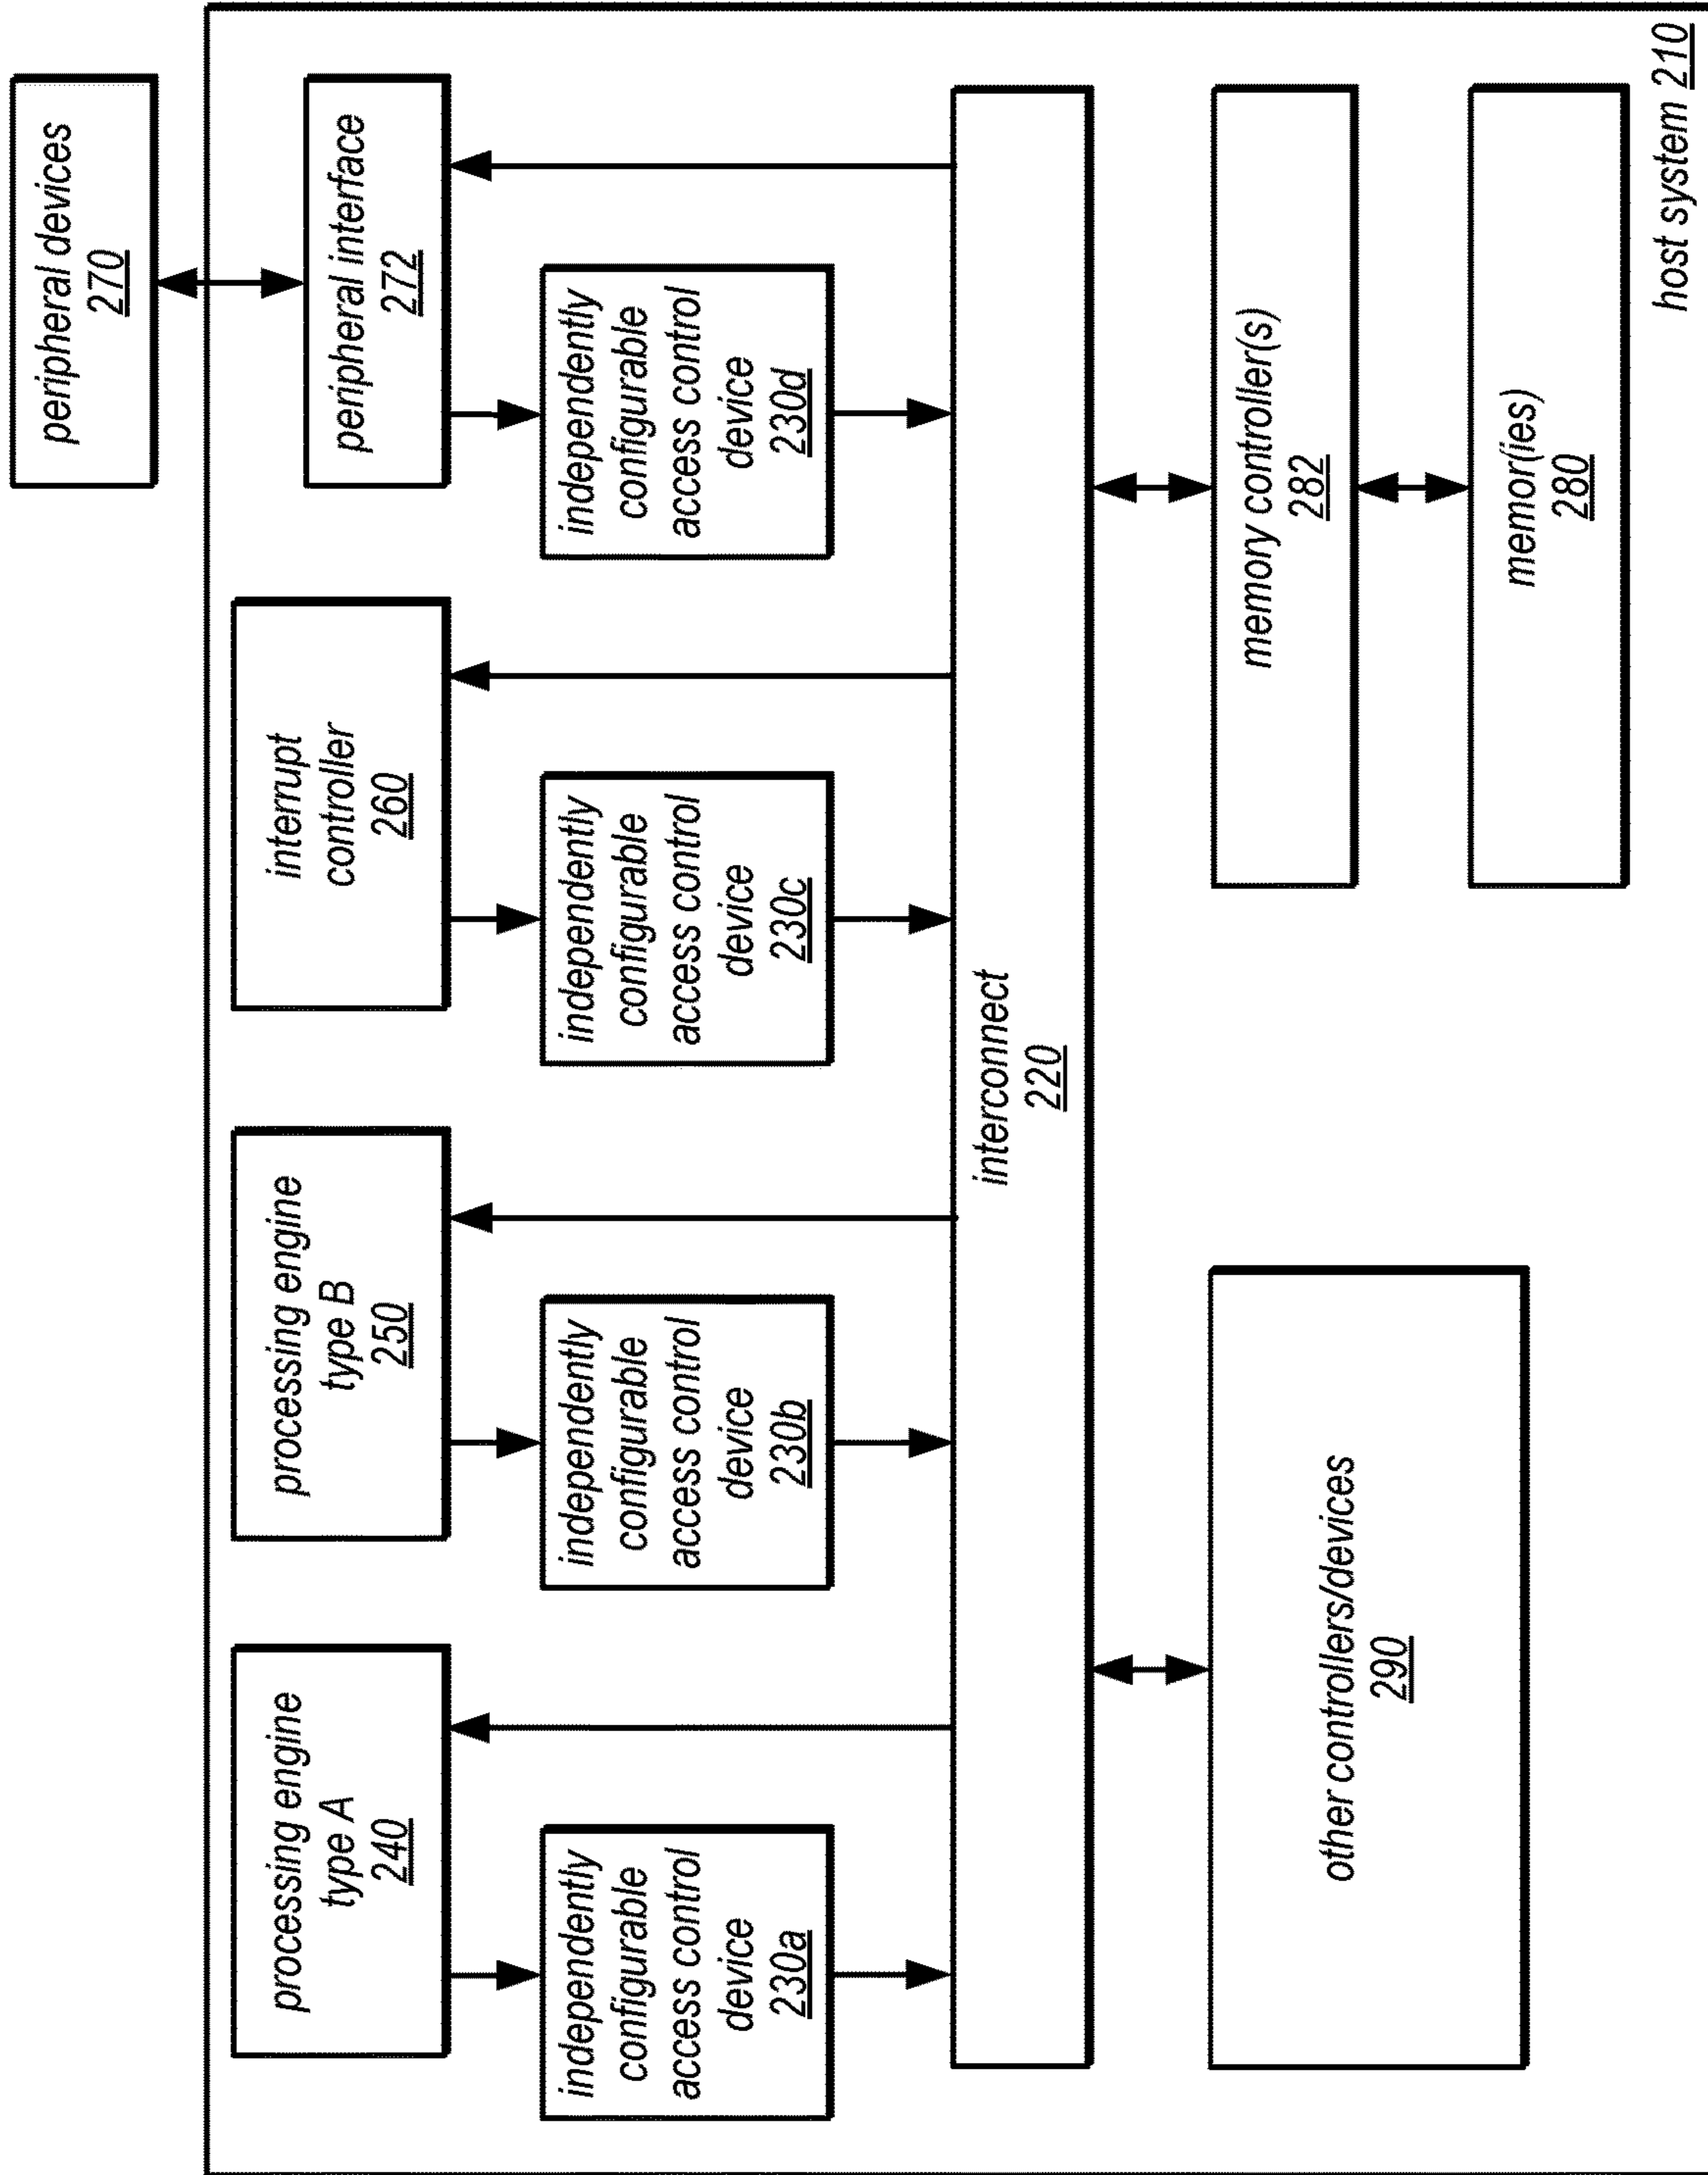 peripheral devices
270
processing engine
type A
240
processing engine
type B
250
interrupt
controller
260
peripheral interface
272
independently
configurable
access control
device
230a
independently
configurable
access control
device
230b
independently
configurable
access control
device
230c
independently
configurable
access control
device
230d
interconnect
220
other controllers/devices
290
memory controller(s)
282
memor(ies)
280
host system 210